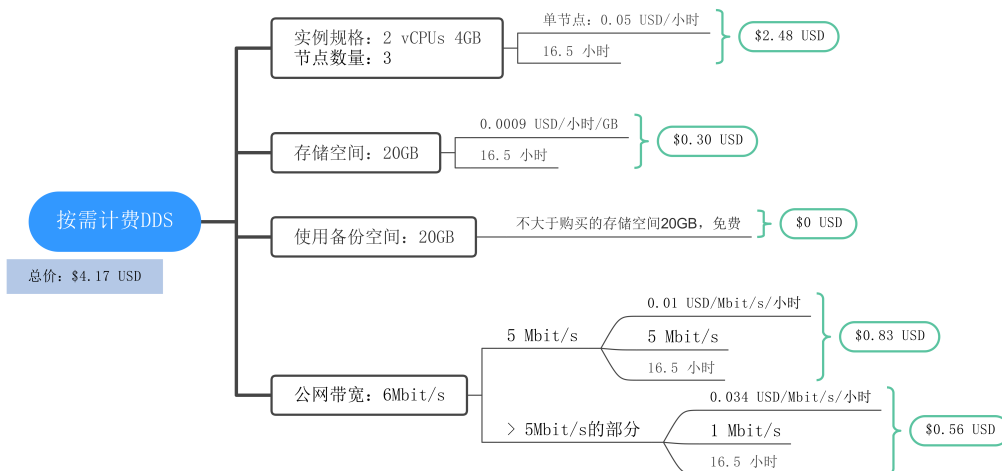 按需计费DDS
总价：$4.17 USD
实例规格：2 vCPUs 4GB
节点数量：3
单节点：0.05 USD/小时
16.5 小时
$2.48 USD
存储空间：20GB
0.0009 USD/小时/GB
16.5 小时
$0.30 USD
使用备份空间：20GB
不大于购买的存储空间20GB，免费
$0 USD
公网带宽：6Mbit/s
5 Mbit/s
0.01 USD/Mbit/s/小时
5 Mbit/s
16.5 小时
$0.83 USD
> 5Mbit/s的部分
0.034 USD/Mbit/s/小时
1 Mbit/s
16.5 小时
$0.56 USD